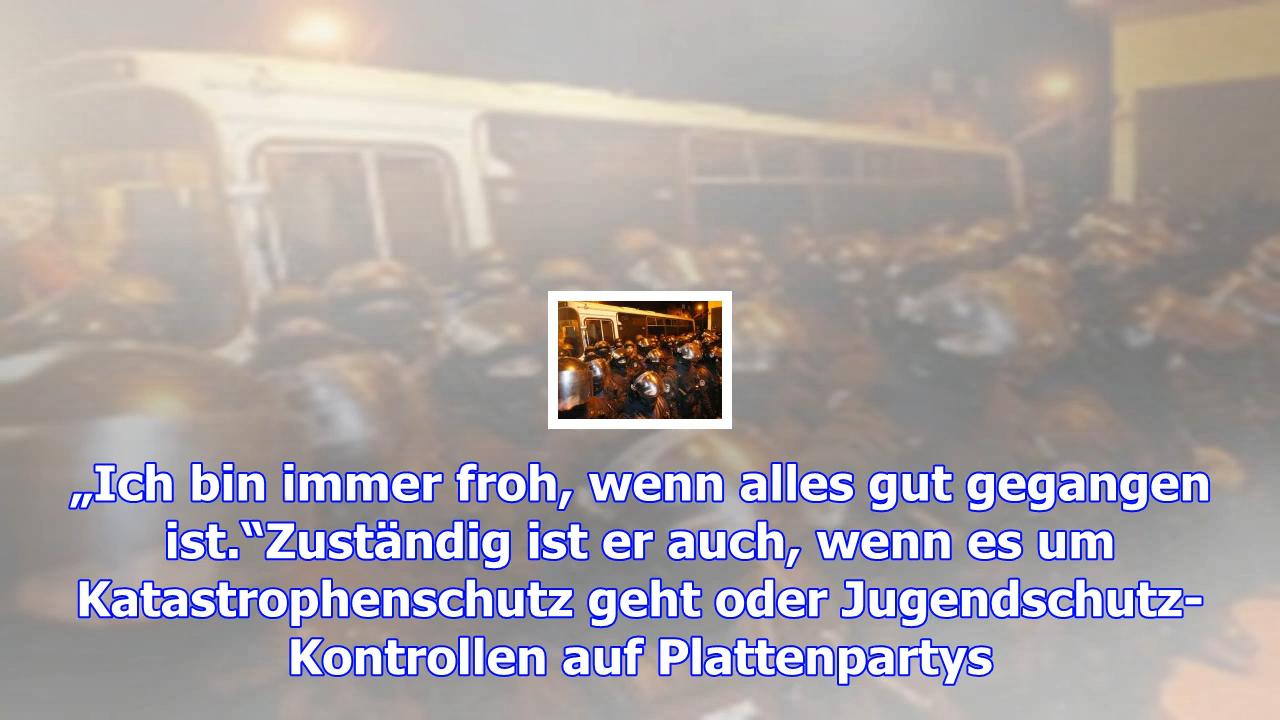 „Ich bin immer froh, wenn alles gut gegangen
ist.“Zuständig ist er auch, wenn es um
Katastrophenschutz geht oder Jugendschutz-
Kontrollen auf Plattenpartys